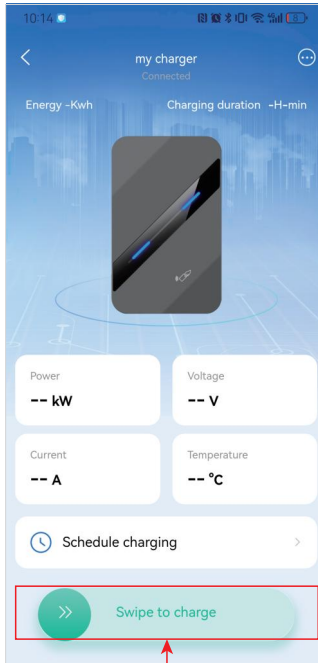 10:14
8
my charger
Connected
Energy -Kwh
Charging duration -H-min
Power
-- kW
Voltage
-- V
Current
-- A
Temperature
-- °C
Schedule charging
Swipe to charge